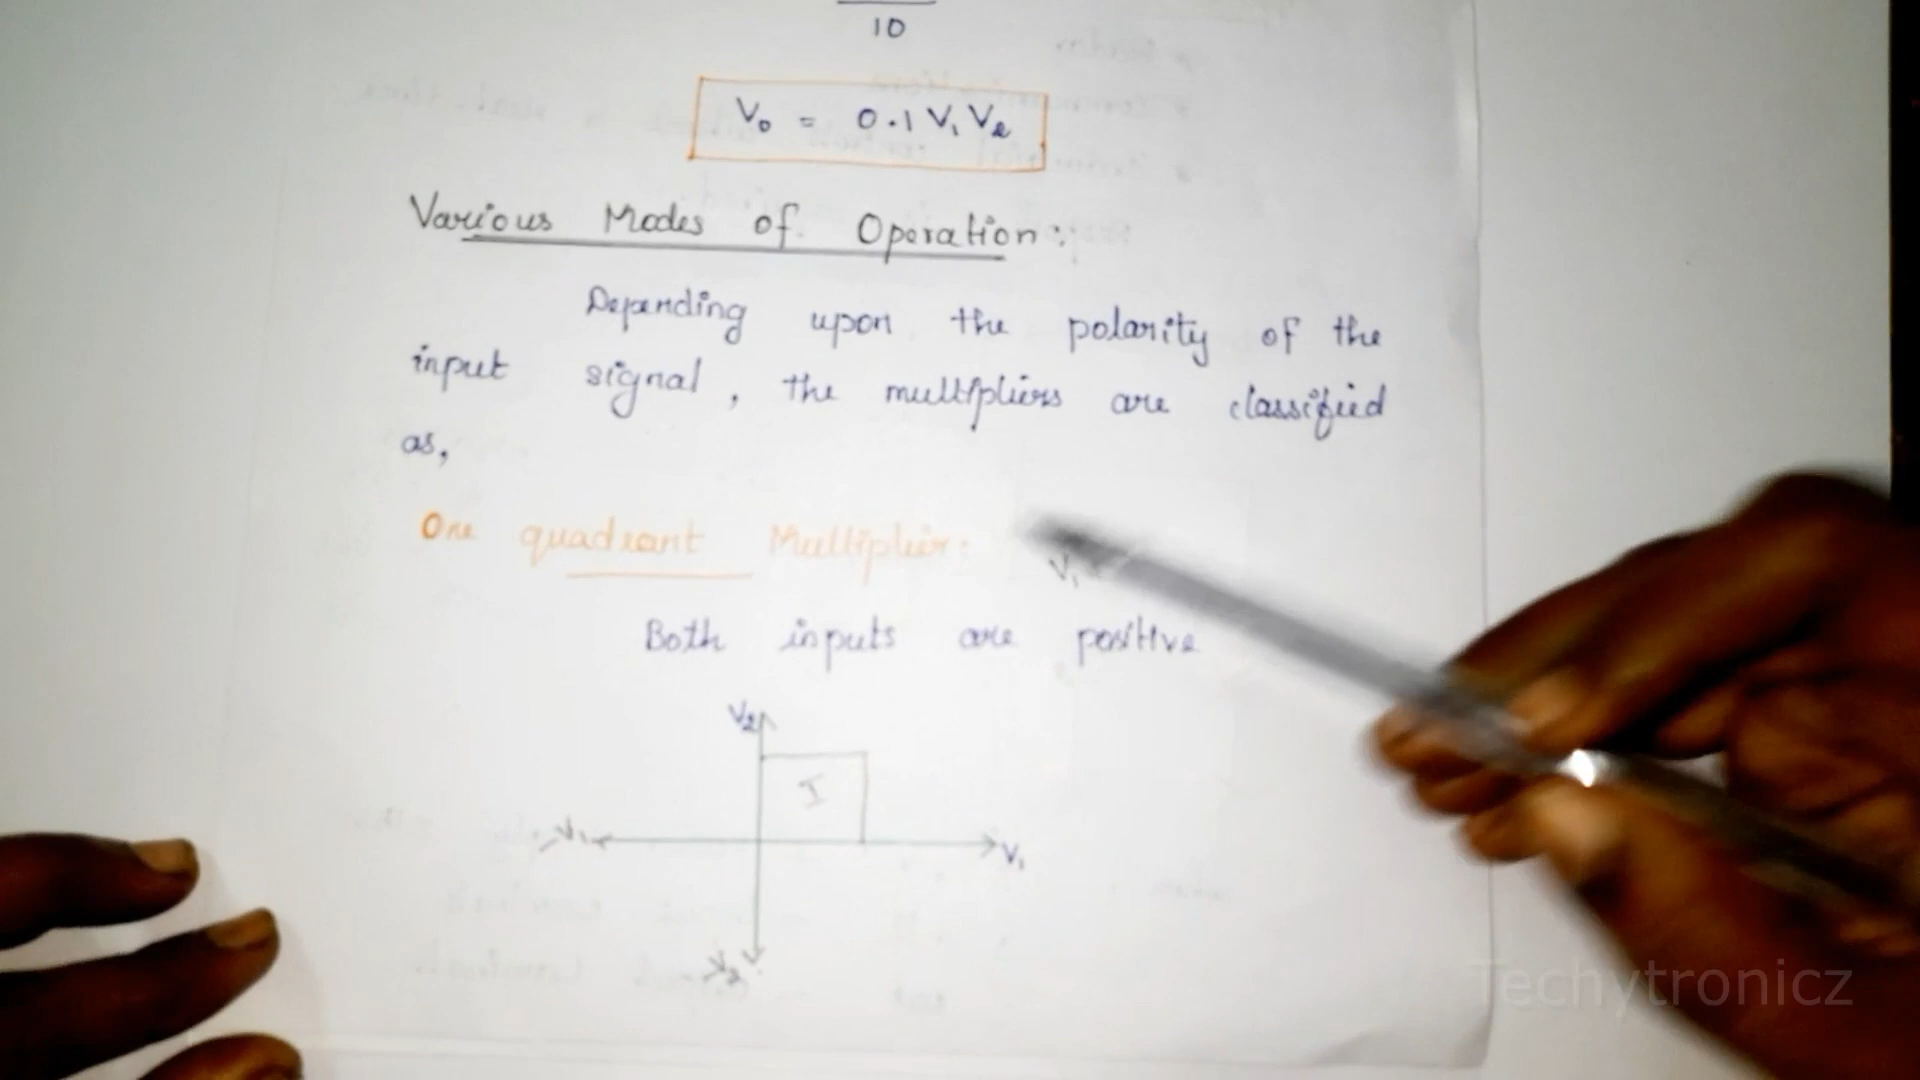 10
V₀ = 0.1 V₁ V₂
Various Modes of Operation:
Depending upon the polarity of the
input signal, the multipliers are classified
as,
One quadrant Multiplier:
V₁
Both inputs are positive
V₂
I
-V₁
V₁
-V₂
Techytronicz